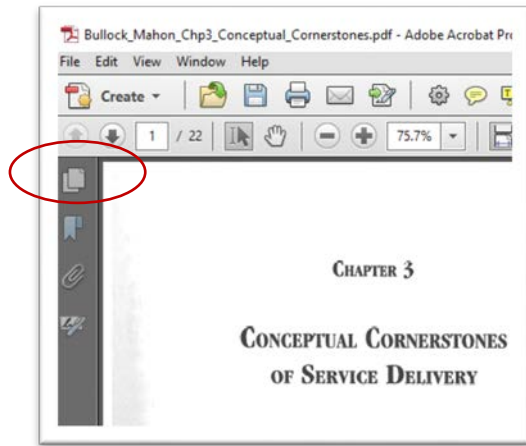 Bullock_Mahon_Chp3_Conceptual_Cornerstones.pdf - Adobe Acrobat Pro
File Edit View Window Help
Create
1 / 22 75.7%
CHAPTER 3
CONCEPTUAL CORNERSTONES
OF SERVICE DELIVERY